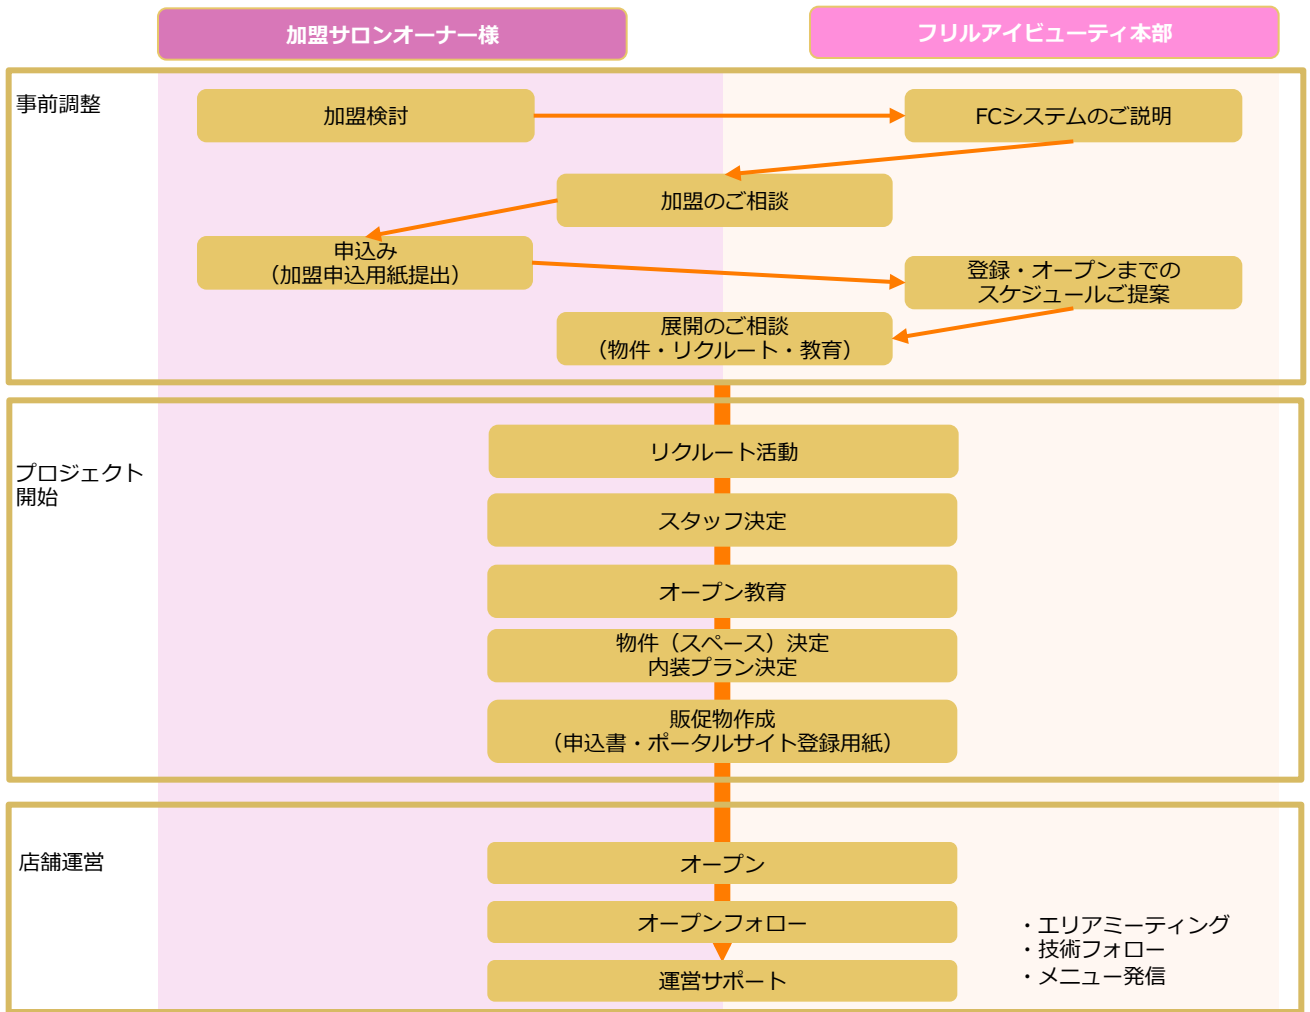 加盟サロンオーナー様
フリルアイビューティ本部
事前調整
加盟検討
FCシステムのご説明
加盟のご相談
申込み
（加盟申込用紙提出）
登録・オープンまでの
スケジュールご提案
展開のご相談
（物件・リクルート・教育）
プロジェクト
開始
リクルート活動
スタッフ決定
オープン教育
物件（スペース）決定
内装プラン決定
販促物作成
（申込書・ポータルサイト登録用紙）
店舗運営
オープン
オープンフォロー
運営サポート
・エリアミーティング
・技術フォロー
・メニュー発信